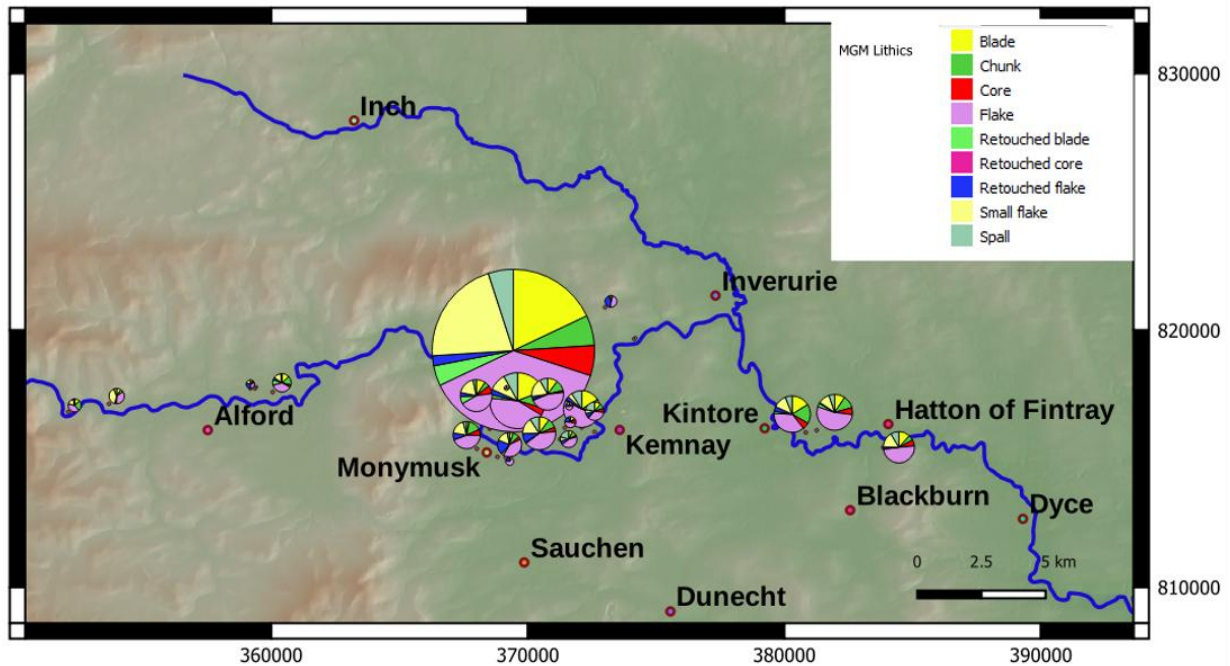 MGM Lithics
Blade
Chunk
Core
Flake
Retouched blade
Retouched core
Retouched flake
Small flake
Spall
830000
Inch
Inverurie
820000
Alford
Kintore
Hatton of Fintray
Kemnay
Monymusk
Blackburn
Dyce
Sauchen
0 2.5 5 km
Dunecht
810000
360000 370000 380000 390000